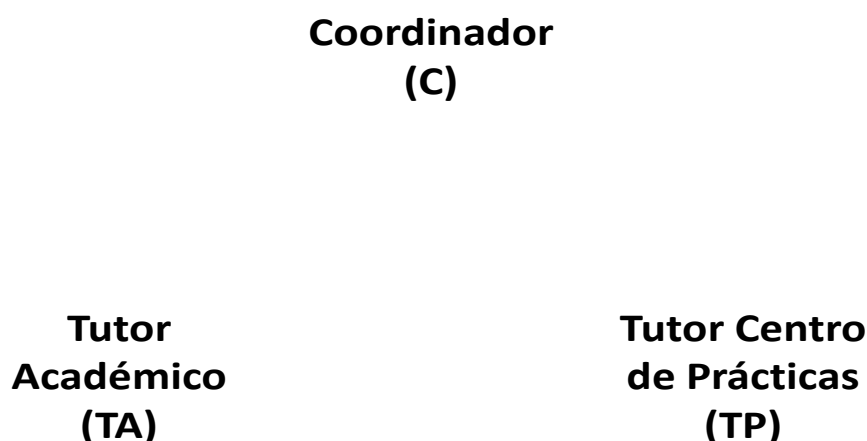 Coordinador
(C)
Tutor
Académico
(TA)
Tutor Centro
de Prácticas
(TP)